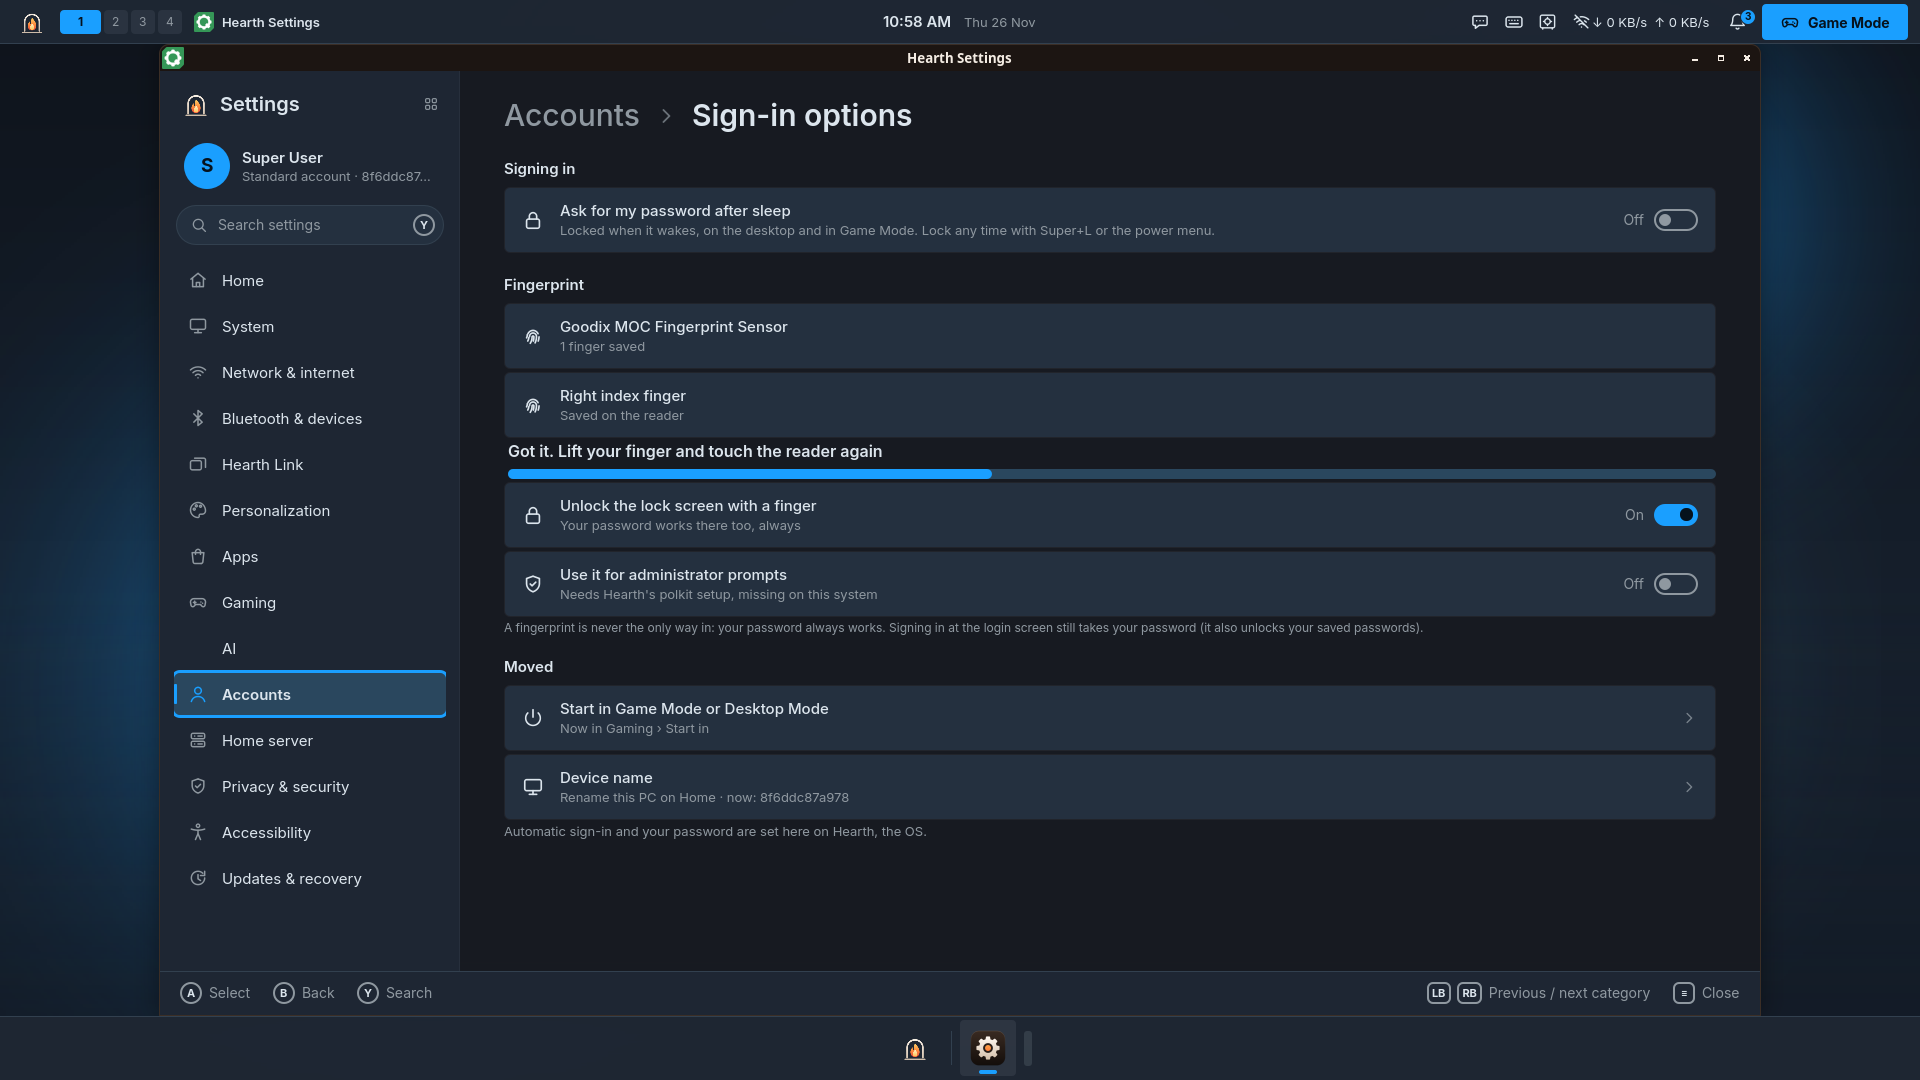 1 2 3 4 Hearth Settings
10:58 AM Thu 26 Nov
↓ 0 KB/s ↑ 0 KB/s 3 Game Mode
Hearth Settings
Settings
S
Super User
Standard account · 8f6ddc87...
Search settings Y
Home
System
Network & internet
Bluetooth & devices
Hearth Link
Personalization
Apps
Gaming
AI
Accounts
Home server
Privacy & security
Accessibility
Updates & recovery
Accounts > Sign-in options
Signing in
Ask for my password after sleep
Locked when it wakes, on the desktop and in Game Mode. Lock any time with Super+L or the power menu.
Off
Fingerprint
Goodix MOC Fingerprint Sensor
1 finger saved
Right index finger
Saved on the reader
Got it. Lift your finger and touch the reader again
Unlock the lock screen with a finger
Your password works there too, always
On
Use it for administrator prompts
Needs Hearth's polkit setup, missing on this system
Off
A fingerprint is never the only way in: your password always works. Signing in at the login screen still takes your password (it also unlocks your saved passwords).
Moved
Start in Game Mode or Desktop Mode
Now in Gaming › Start in
Device name
Rename this PC on Home · now: 8f6ddc87a978
Automatic sign-in and your password are set here on Hearth, the OS.
A Select B Back Y Search
LB RB Previous / next category ≡ Close